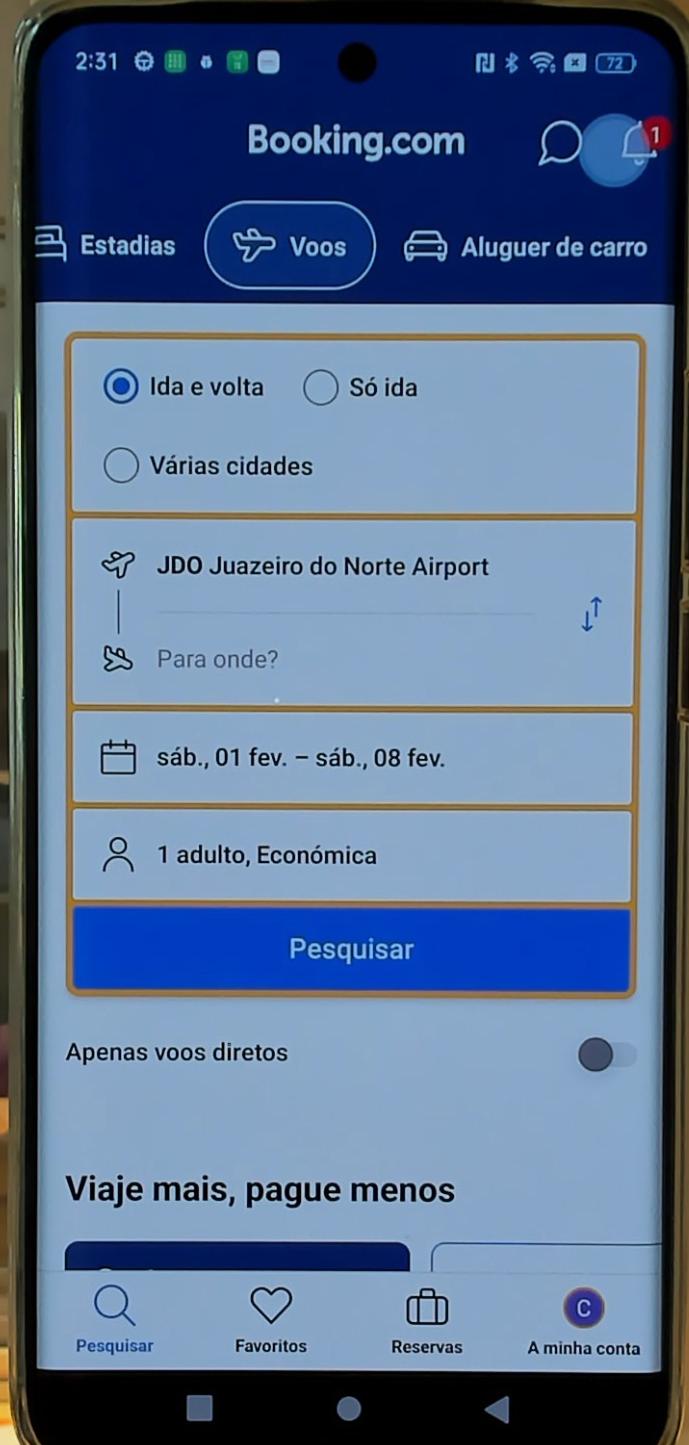 2:31
72
Booking.com
1
Estadias
Voos
Aluguer de carro
Ida e volta
Só ida
Várias cidades
JDO Juazeiro do Norte Airport
Para onde?
sáb., 01 fev. – sáb., 08 fev.
1 adulto, Económica
Pesquisar
Apenas voos diretos
Viaje mais, pague menos
C
Pesquisar
Favoritos
Reservas
A minha conta